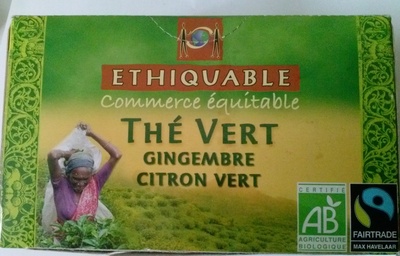 ETHIQUABLE
Commerce équitable
THÉ VERT
GINGEMBRE
CITRON VERT
CERTIFIÉ
AB
AGRICULTURE
BIOLOGIQUE
FAIRTRADE
MAX HAVELAAR